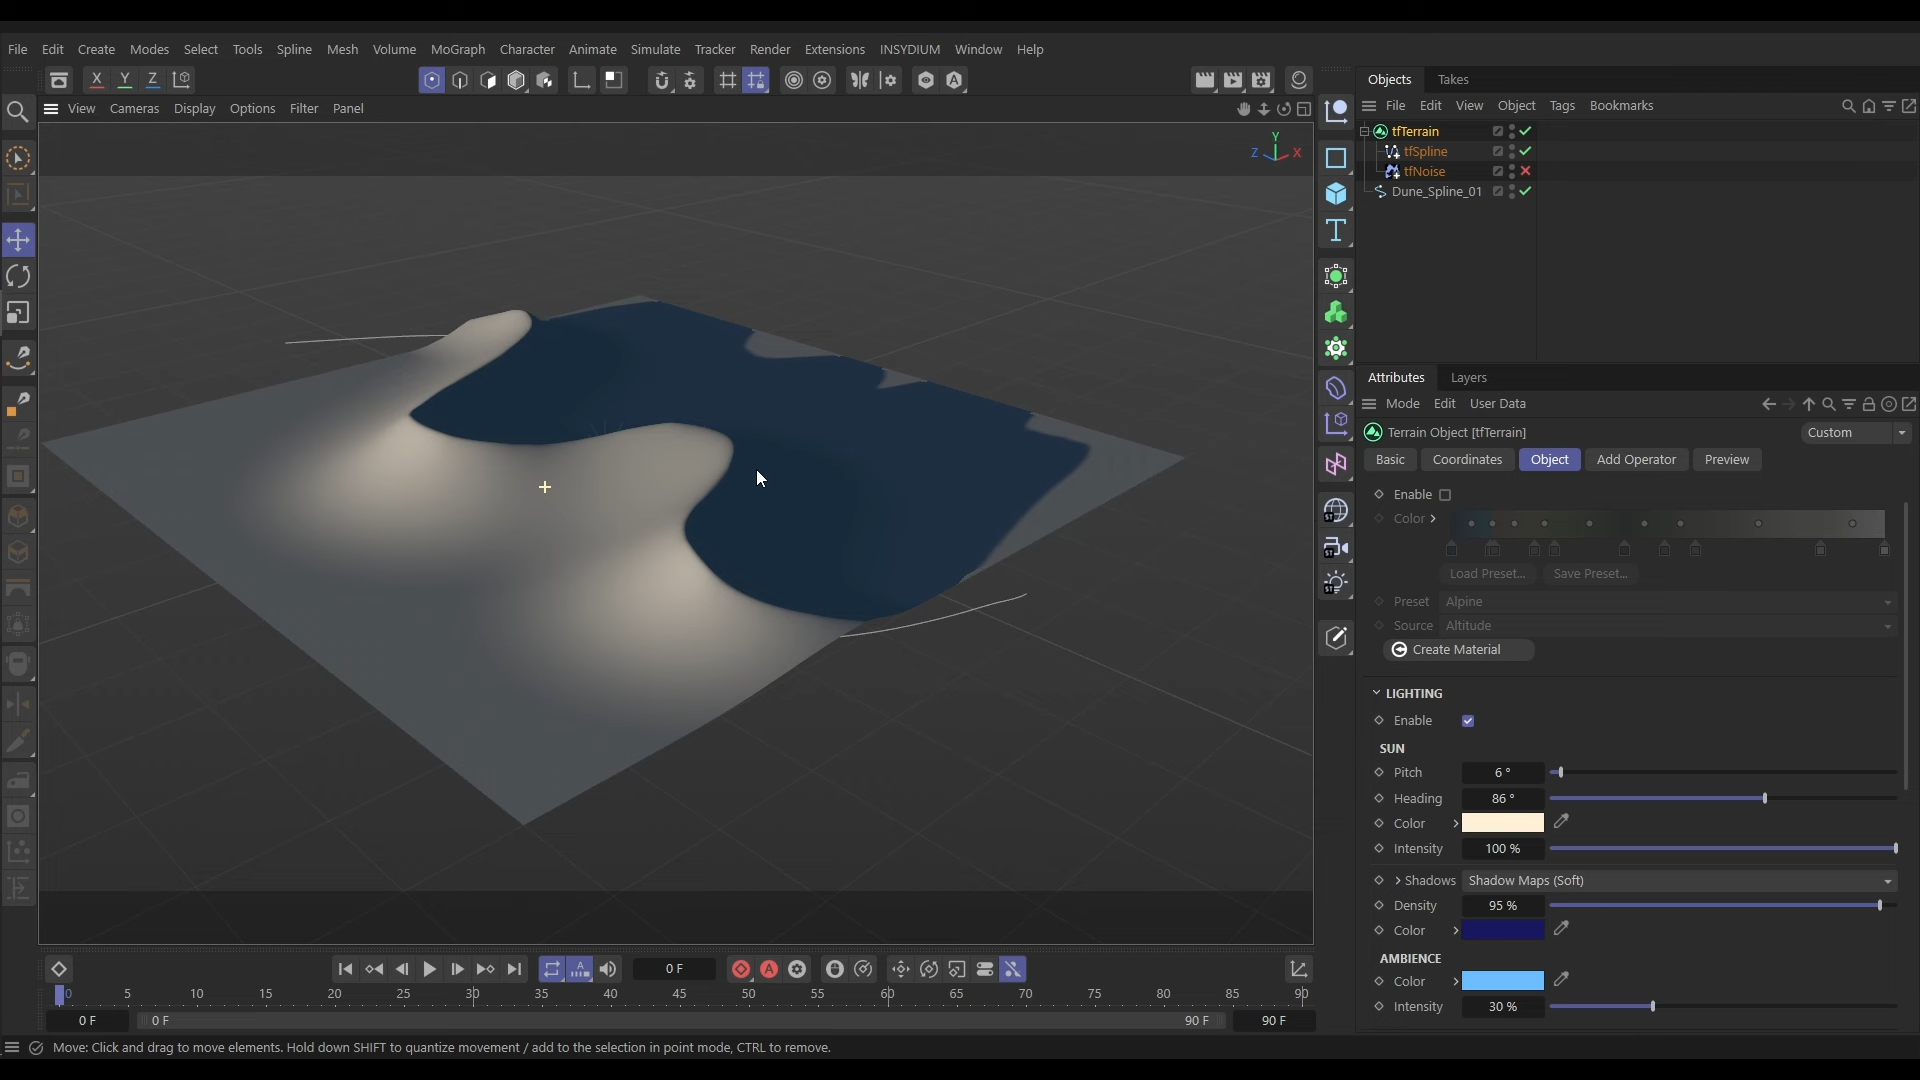 File Edit Create Modes Select Tools Spline Mesh Volume MoGraph Character Animate Simulate Tracker Render Extensions INSYDIUM Window Help
X Y Z
View Cameras Display Options Filter Panel
Y
Z X
Objects Takes
File Edit View Object Tags Bookmarks
tfTerrain
tfSpline
tfNoise
Dune_Spline_01
Attributes Layers
Mode Edit User Data
Terrain Object [tfTerrain] Custom
Basic Coordinates Object Add Operator Preview
Enable
Color
Load Preset... Save Preset...
Preset Alpine
Source Altitude
Create Material
LIGHTING
Enable
SUN
Pitch 6 °
Heading 86 °
Color
Intensity 100 %
Shadows Shadow Maps (Soft)
Density 95 %
Color
AMBIENCE
Color
Intensity 30 %
0 F
0 5 10 15 20 25 30 35 40 45 50 55 60 65 70 75 80 85 90
0 F 0 F 90 F 90 F
Move: Click and drag to move elements. Hold down SHIFT to quantize movement / add to the selection in point mode, CTRL to remove.